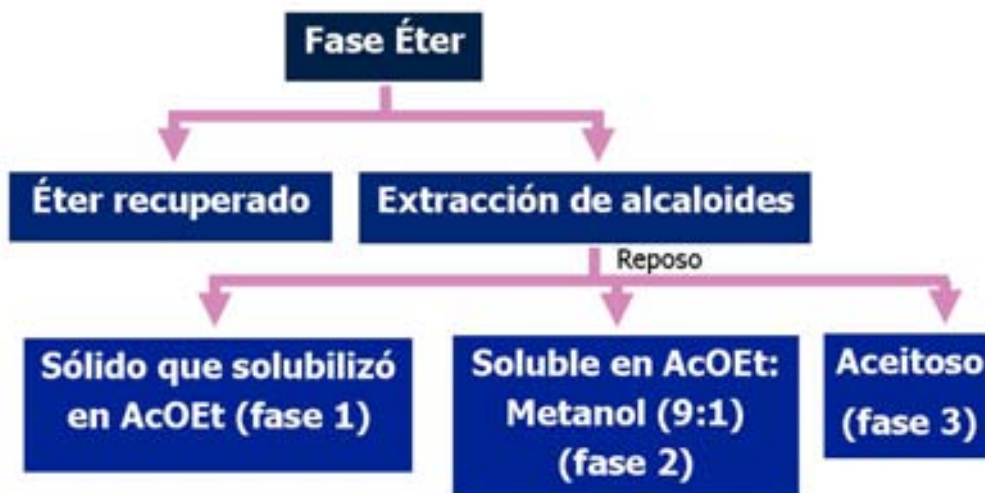 Fase Éter
Éter recuperado
Extracción de alcaloides
Reposo
Sólido que solubilizó
en AcOEt (fase 1)
Soluble en AcOEt:
Metanol (9:1)
(fase 2)
Aceitoso
(fase 3)